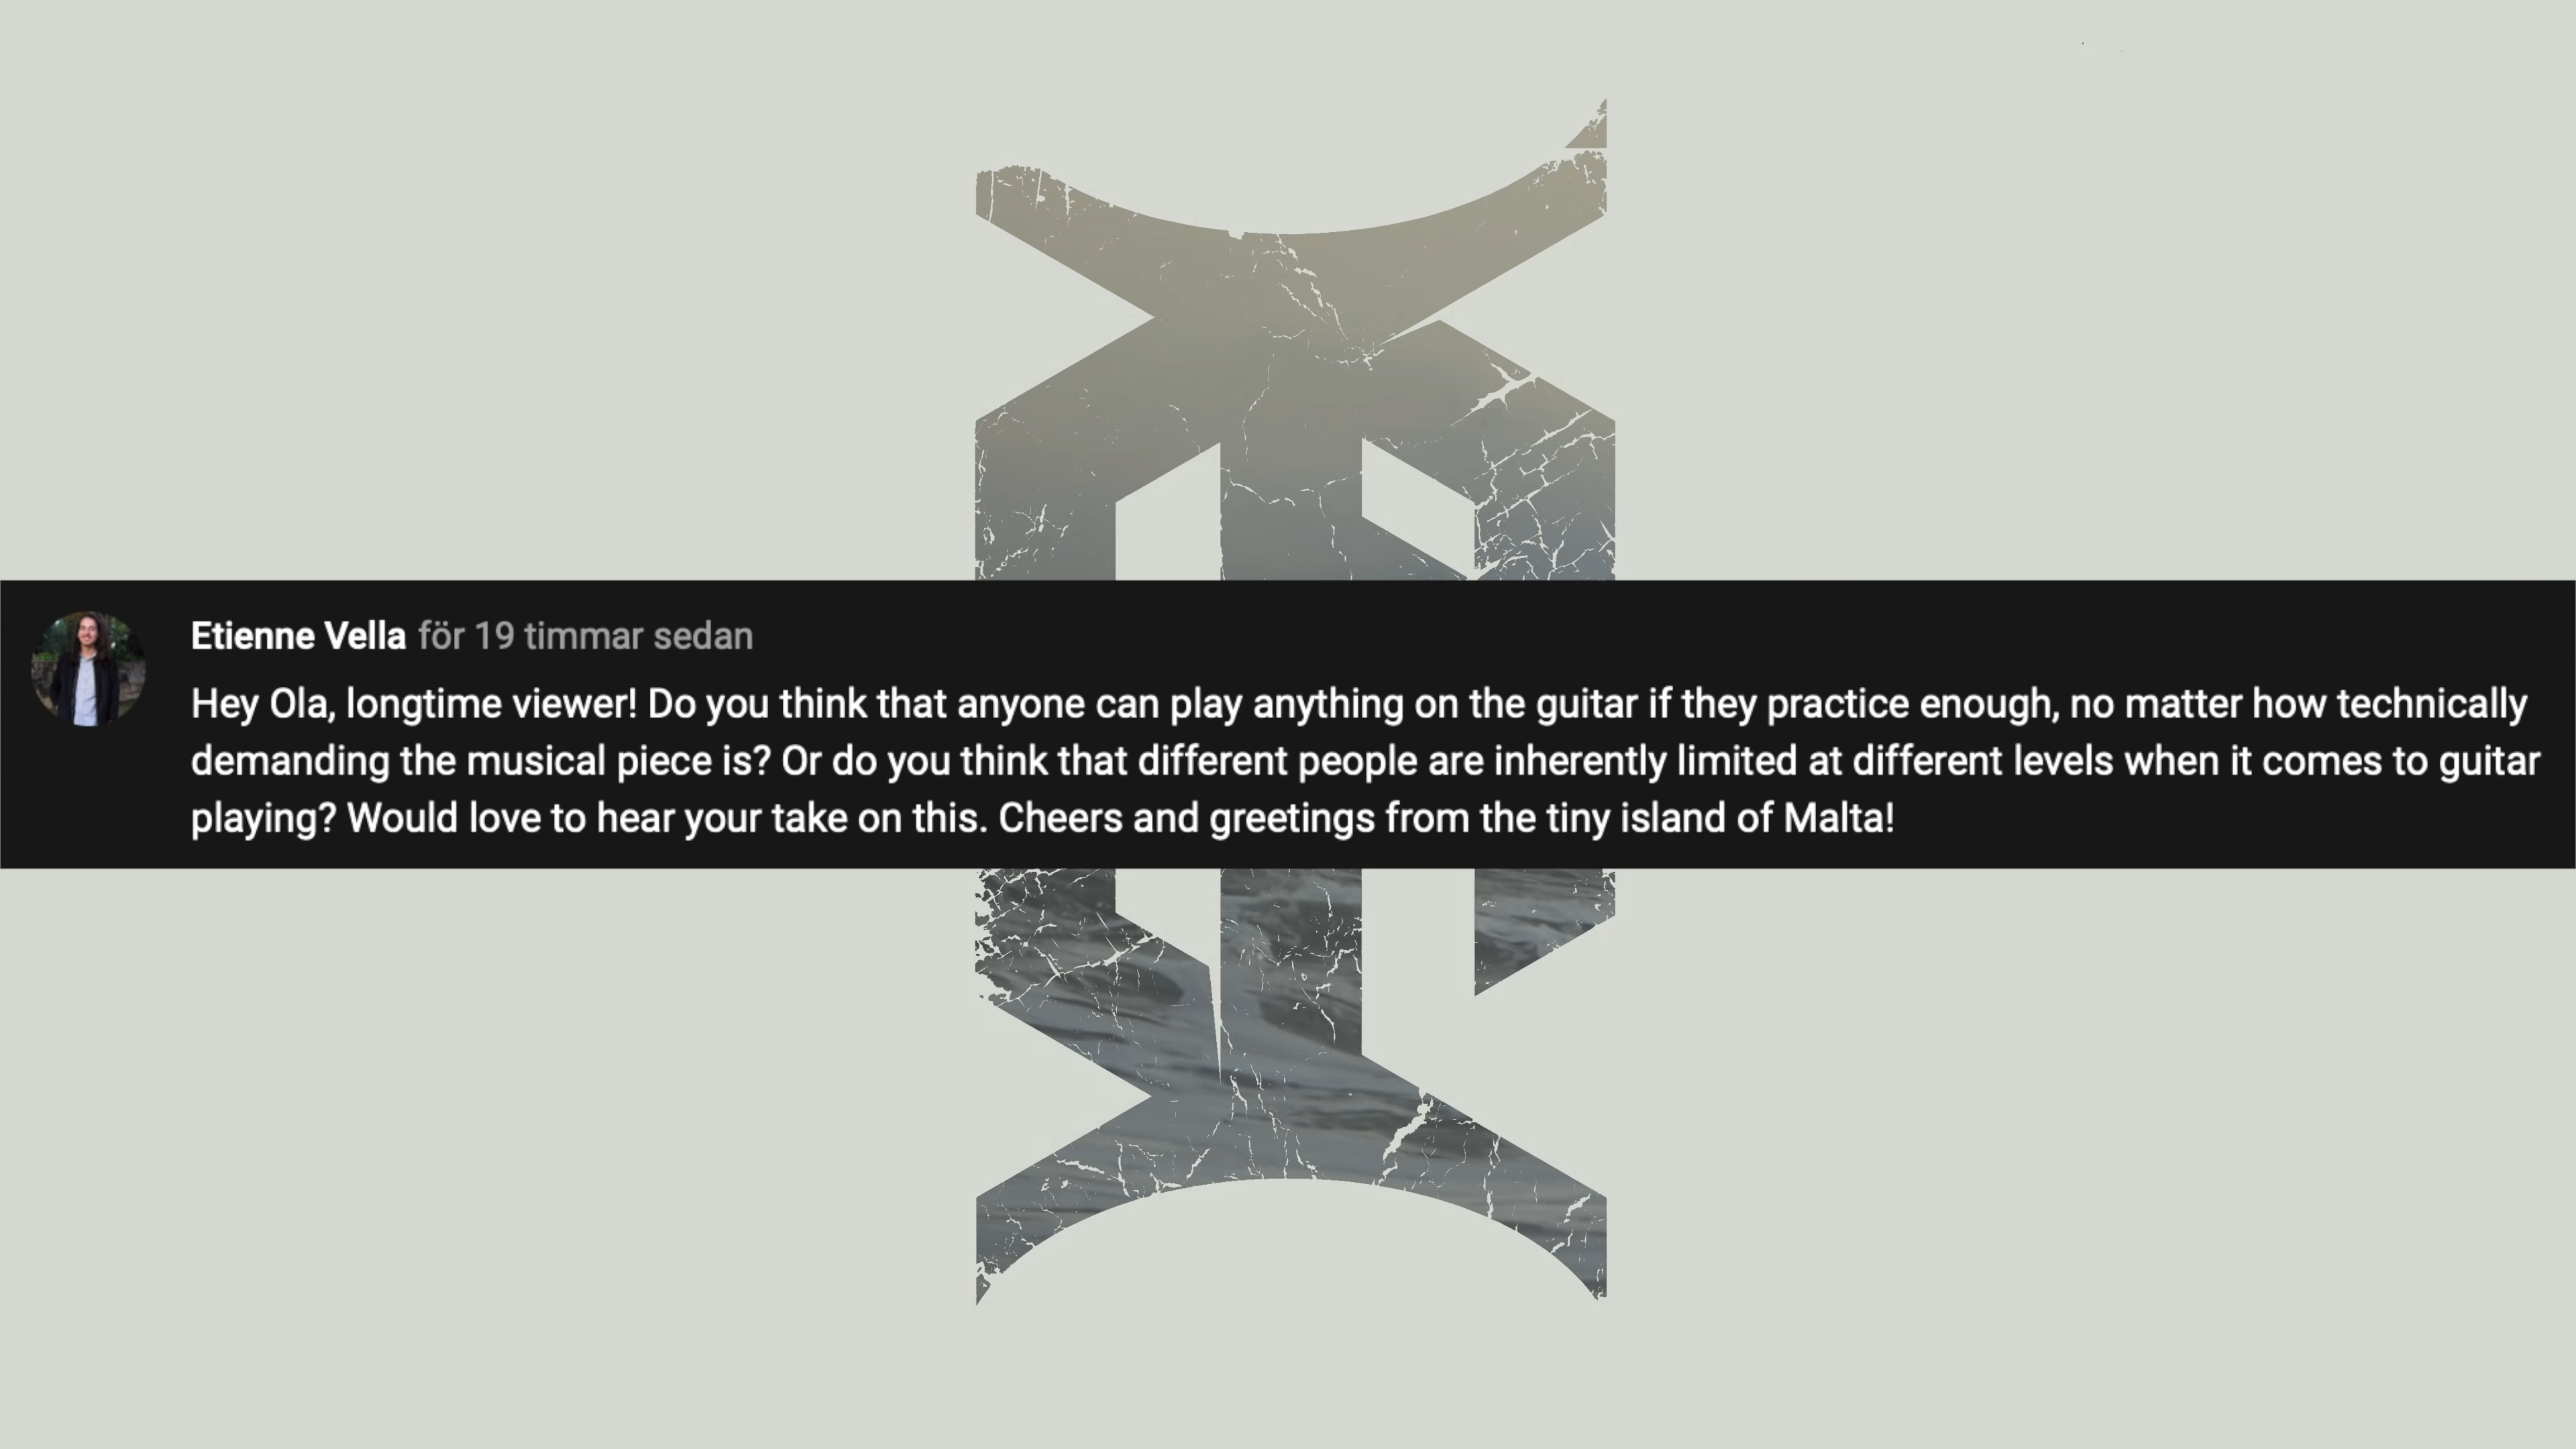 Etienne Vella för 19 timmar sedan
Hey Ola, longtime viewer! Do you think that anyone can play anything on the guitar if they practice enough, no matter how technically
demanding the musical piece is? Or do you think that different people are inherently limited at different levels when it comes to guitar
playing? Would love to hear your take on this. Cheers and greetings from the tiny island of Malta!